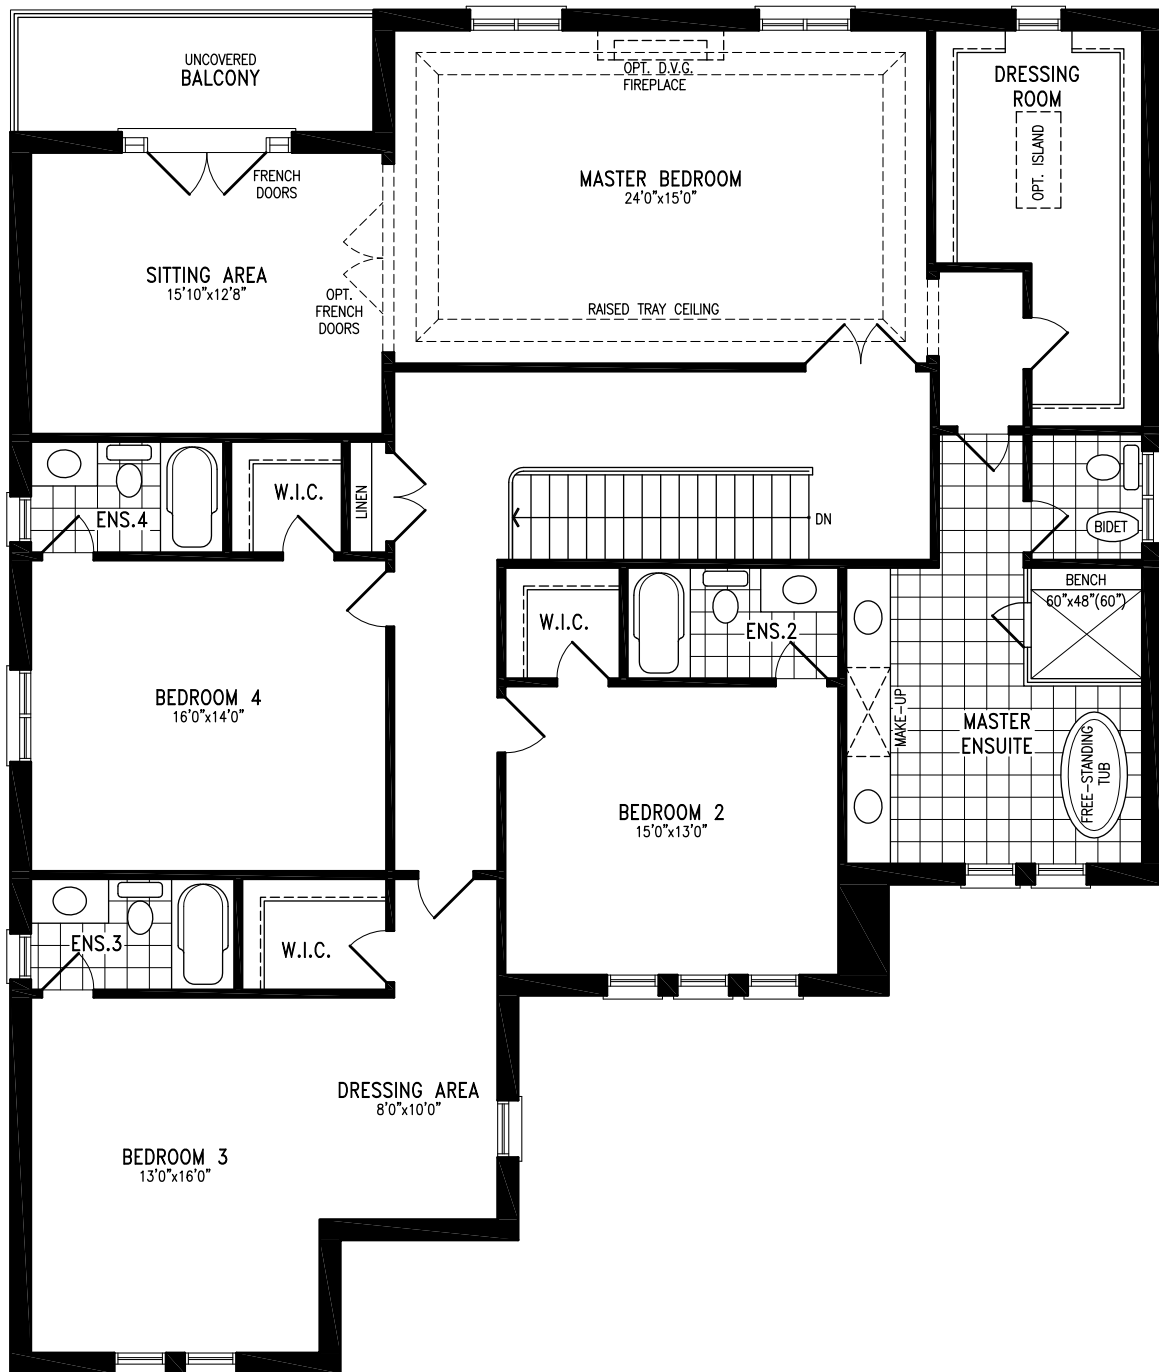 UNCOVERED
BALCONY
FRENCH
DOORS
SITTING AREA
15'10"x12'8"
OPT.
FRENCH
DOORS
OPT. D.V.G.
FIREPLACE
MASTER BEDROOM
24'0"x15'0"
RAISED TRAY CEILING
DRESSING
ROOM
OPT. ISLAND
ENS.4
W.I.C.
LINEN
DN
BIDET
BENCH
60"x48"(60")
W.I.C.
ENS.2
BEDROOM 4
16'0"x14'0"
MAKE-UP
MASTER
ENSUITE
FREE-STANDING
TUB
BEDROOM 2
15'0"x13'0"
ENS.3
W.I.C.
DRESSING AREA
8'0"x10'0"
BEDROOM 3
13'0"x16'0"